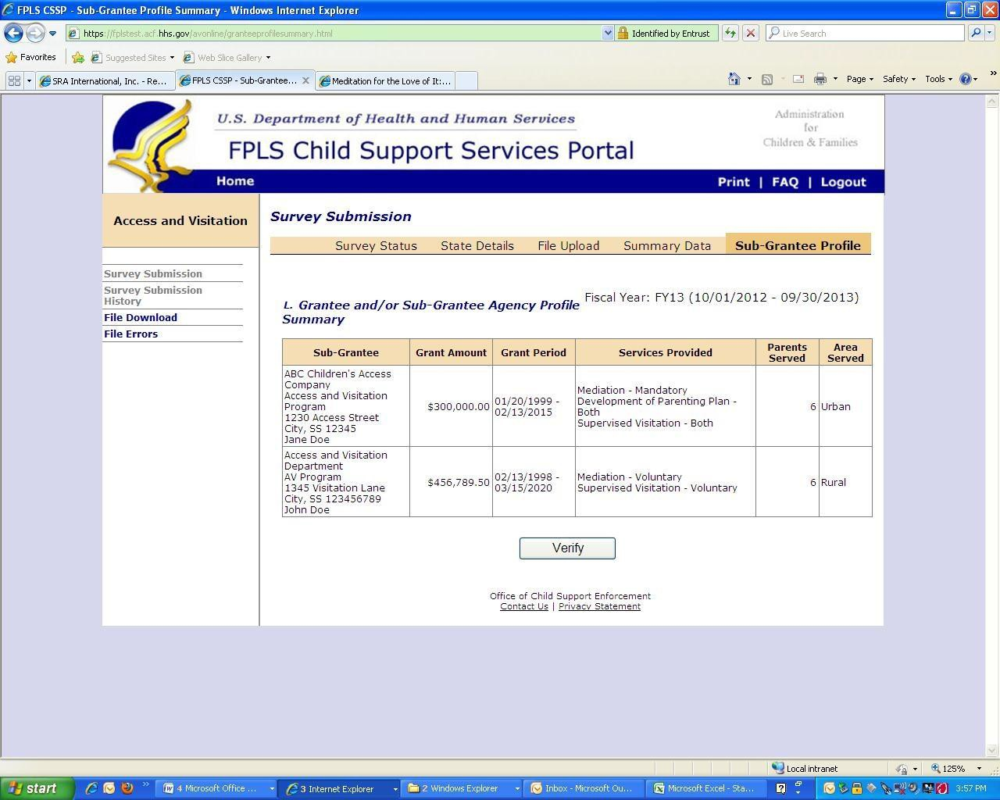 FPLS CSSP - Sub-Grantee Profile Summary - Windows Internet Explorer
https://fplstest.acf.hhs.gov/avonline/granteeprofilesummary.html
Identified by Entrust
Live Search
Favorites
Suggested Sites
Web Slice Gallery
SRA International, Inc. - Re...
FPLS CSSP - Sub-Grantee...
Meditation for the Love of It:...
Page
Safety
Tools
U.S. Department of Health and Human Services
FPLS Child Support Services Portal
Administration
for
Children & Families
Home
Print | FAQ | Logout
Access and Visitation
Survey Submission
Survey Submission
History
File Download
File Errors
Survey Submission
Survey Status State Details File Upload Summary Data Sub-Grantee Profile
L. Grantee and/or Sub-Grantee Agency Profile
Summary
Fiscal Year: FY13 (10/01/2012 - 09/30/2013)
Sub-Grantee
Grant Amount
Grant Period
Services Provided
Parents
Served
Area
Served
ABC Children's Access
Company
Access and Visitation
Program
1230 Access Street
City, SS 12345
Jane Doe
$300,000.00
01/20/1999 -
02/13/2015
Mediation - Mandatory
Development of Parenting Plan -
Both
Supervised Visitation - Both
6
Urban
Access and Visitation
Department
AV Program
1345 Visitation Lane
City, SS 123456789
John Doe
$456,789.50
02/13/1998 -
03/15/2020
Mediation - Voluntary
Supervised Visitation - Voluntary
6
Rural
Verify
Office of Child Support Enforcement
Contact Us | Privacy Statement
Local intranet
125%
start
4 Microsoft Office ...
3 Internet Explorer
2 Windows Explorer
Inbox - Microsoft Ou...
Microsoft Excel - Sta...
3:57 PM